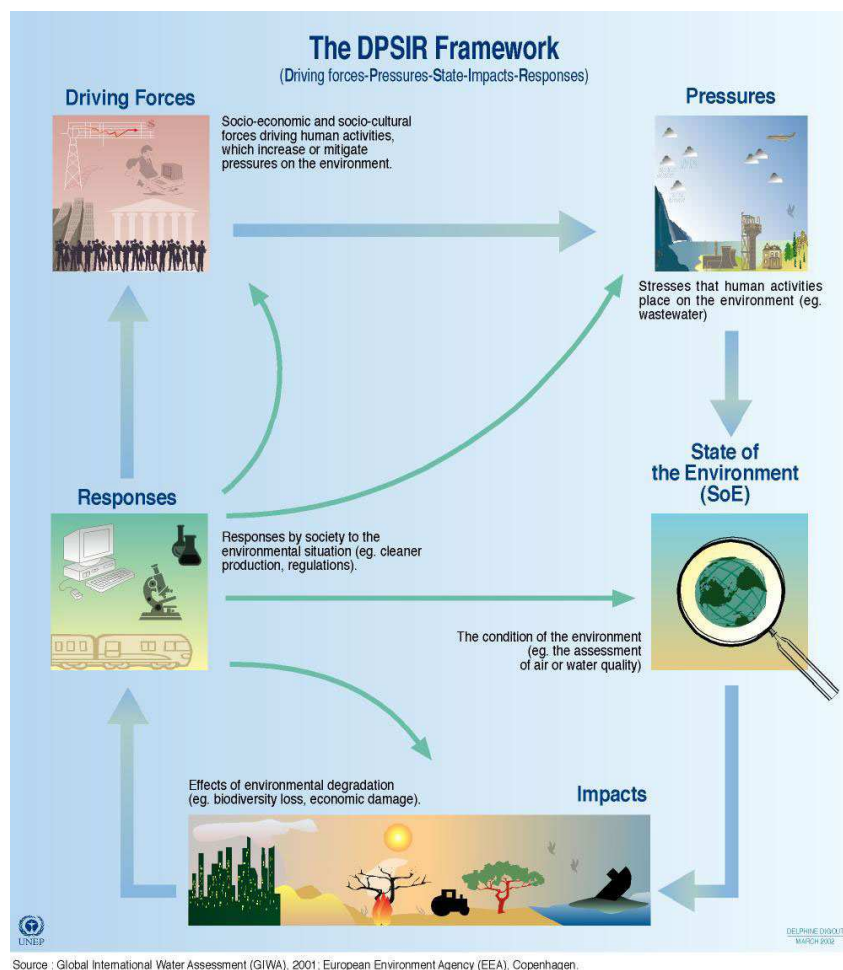 The DPSIR Framework
(Driving forces-Pressures-State-Impacts-Responses)
Driving Forces
Socio-economic and socio-cultural
forces driving human activities,
which increase or mitigate
pressures on the environment.
Pressures
Stresses that human activities
place on the environment (eg.
wastewater)
State of
the Environment
(SoE)
Responses
Responses by society to the
environmental situation (eg. cleaner
production, regulations).
The condition of the environment
(eg. the assessment
of air or water quality)
Effects of environmental degradation
(eg. biodiversity loss, economic damage).
Impacts
UNEP
DELPHINE DIGOUT
MARCH 2002
Source : Global International Water Assessment (GIWA), 2001; European Environment Agency (EEA), Copenhagen.